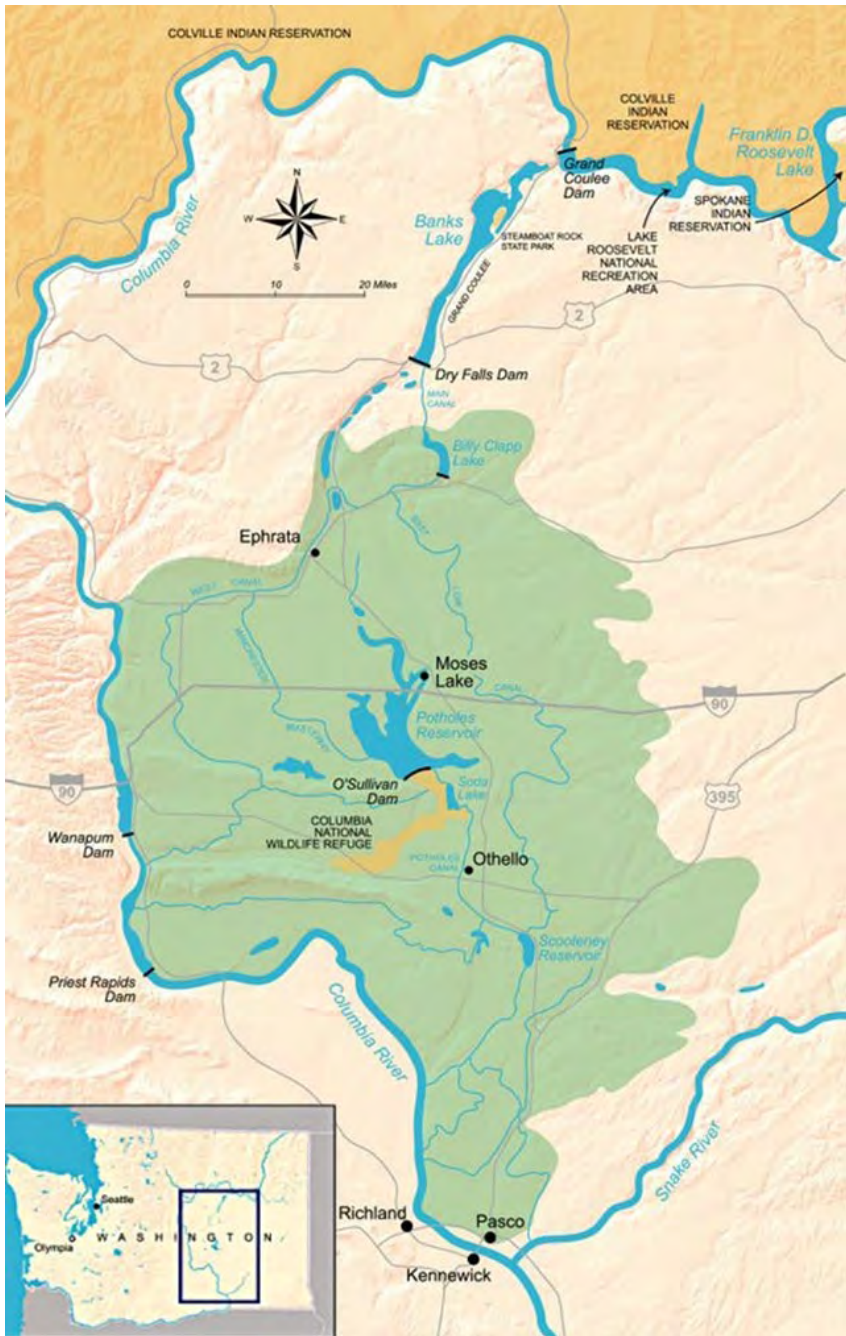 COLVILLE INDIAN RESERVATION
COLVILLE
INDIAN
RESERVATION
Franklin D.
Roosevelt
Lake
Grand
Coulee
Dam
SPOKANE
INDIAN
RESERVATION
N
W
E
S
Banks
Lake
STEAMBOAT ROCK
STATE PARK
LAKE
ROOSEVELT
NATIONAL
RECREATION
AREA
Columbia River
0
20 Miles
GRAND COULEE
2
2
Dry Falls Dam
MAIN
CANAL
Billy Clapp
Lake
Ephrata
EAST
LOW
CANAL
WEST CANAL
WASTEWAY
Moses
Lake
90
Potholes
Reservoir
90
395
O'Sullivan
Dam
Soda
Lake
COLUMBIA
NATIONAL
WILDLIFE REFUGE
Wanapum
Dam
POTHOLES
CANAL
Othello
Scooteney
Reservoir
Priest Rapids
Dam
Columbia River
Snake River
Richland
Pasco
Kennewick
Seattle
Olympia
WASHINGTON